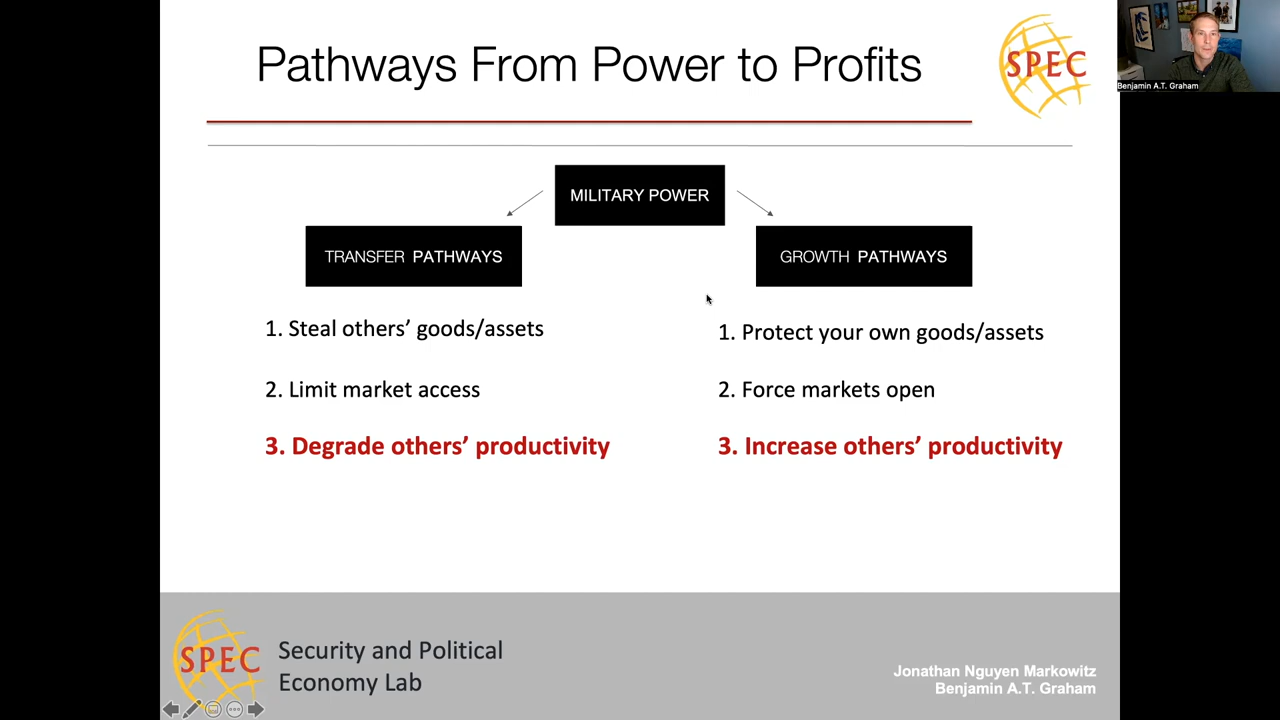 Pathways From Power to Profits
SPEC
Benjamin A.T. Graham
MILITARY POWER
TRANSFER PATHWAYS
GROWTH PATHWAYS
1. Steal others’ goods/assets
2. Limit market access
3. Degrade others’ productivity
1. Protect your own goods/assets
2. Force markets open
3. Increase others’ productivity
SPEC
Security and Political
Economy Lab
Jonathan Nguyen Markowitz
Benjamin A.T. Graham